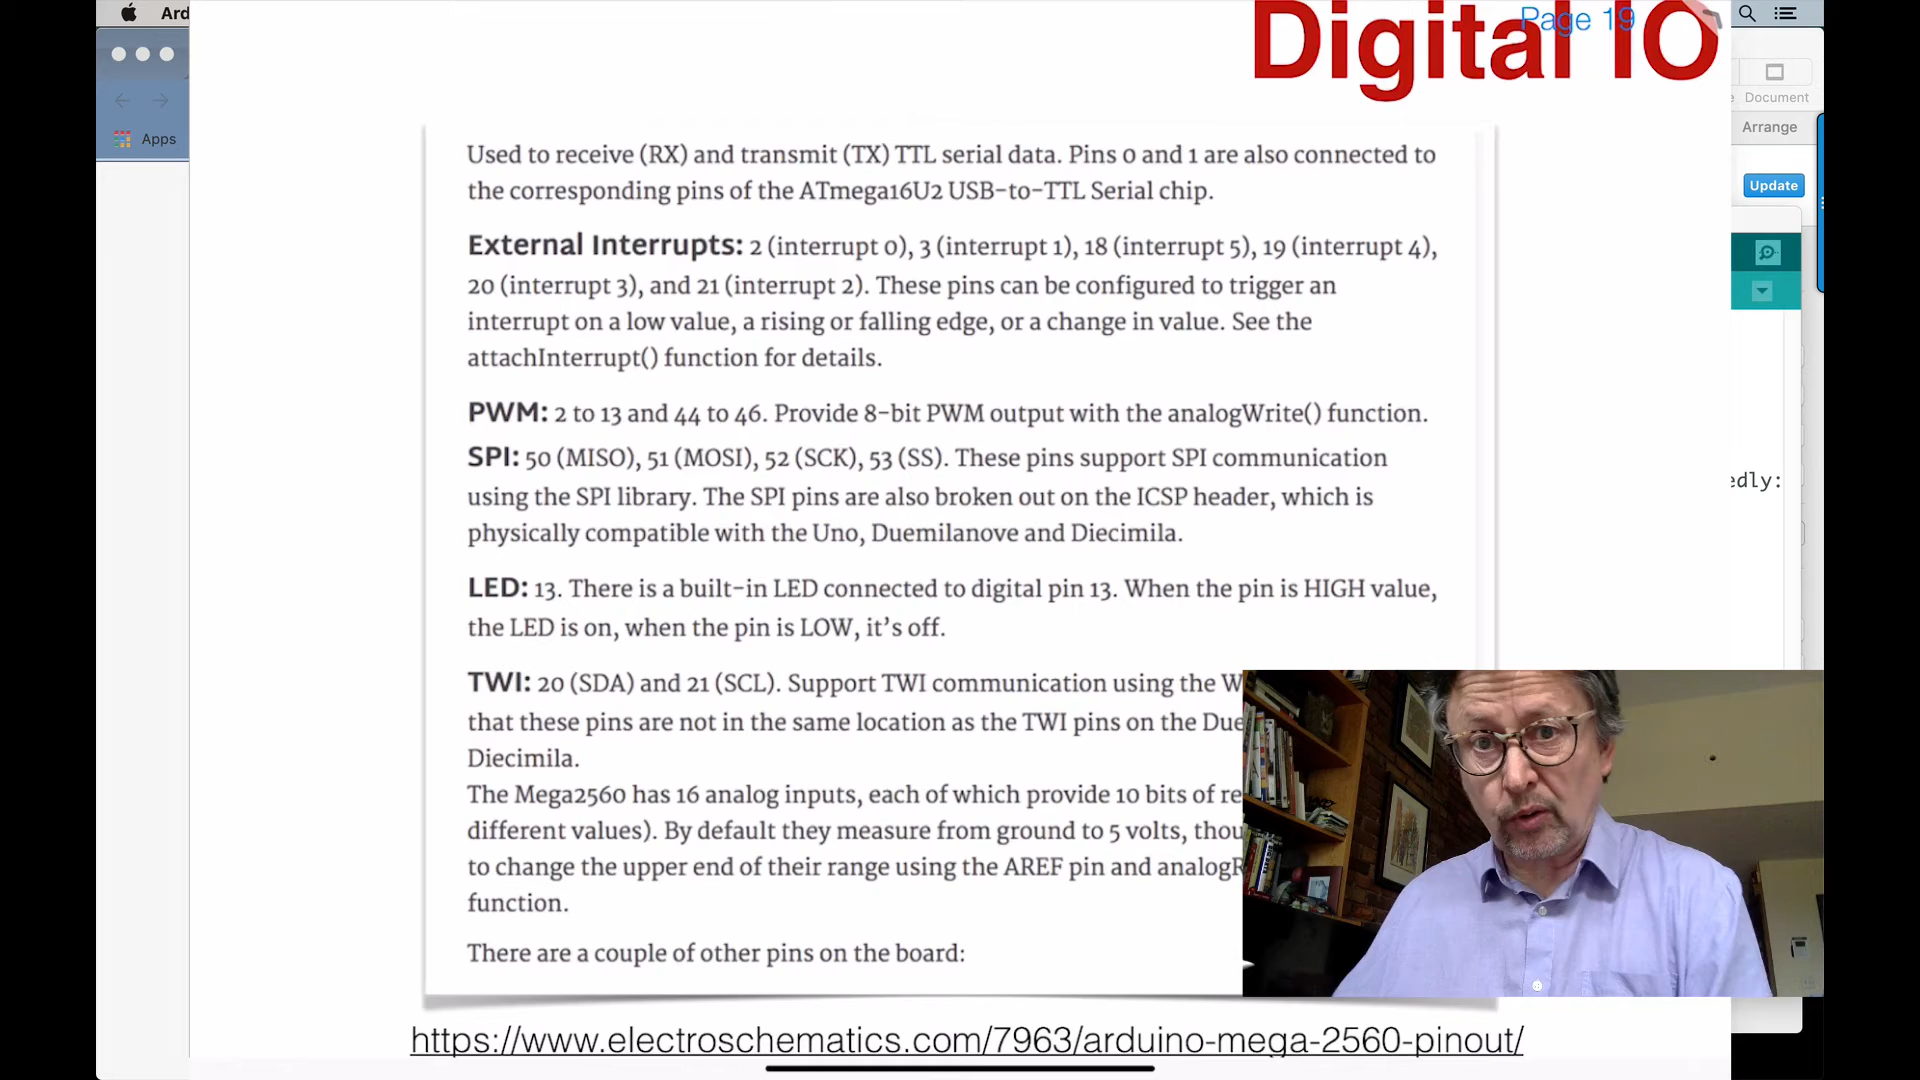 Ard
Digital IO
Page 19
Document
Apps
Arrange
Update
Used to receive (RX) and transmit (TX) TTL serial data. Pins 0 and 1 are also connected to
the corresponding pins of the ATmega16U2 USB-to-TTL Serial chip.
External Interrupts: 2 (interrupt 0), 3 (interrupt 1), 18 (interrupt 5), 19 (interrupt 4),
20 (interrupt 3), and 21 (interrupt 2). These pins can be configured to trigger an
interrupt on a low value, a rising or falling edge, or a change in value. See the
attachInterrupt() function for details.
PWM: 2 to 13 and 44 to 46. Provide 8-bit PWM output with the analogWrite() function.
SPI: 50 (MISO), 51 (MOSI), 52 (SCK), 53 (SS). These pins support SPI communication
using the SPI library. The SPI pins are also broken out on the ICSP header, which is
physically compatible with the Uno, Duemilanove and Diecimila.
edly:
LED: 13. There is a built-in LED connected to digital pin 13. When the pin is HIGH value,
the LED is on, when the pin is LOW, it’s off.
TWI: 20 (SDA) and 21 (SCL). Support TWI communication using the W
that these pins are not in the same location as the TWI pins on the Due
Diecimila.
The Mega2560 has 16 analog inputs, each of which provide 10 bits of re
different values). By default they measure from ground to 5 volts, thou
to change the upper end of their range using the AREF pin and analogR
function.
There are a couple of other pins on the board:
https://www.electroschematics.com/7963/arduino-mega-2560-pinout/